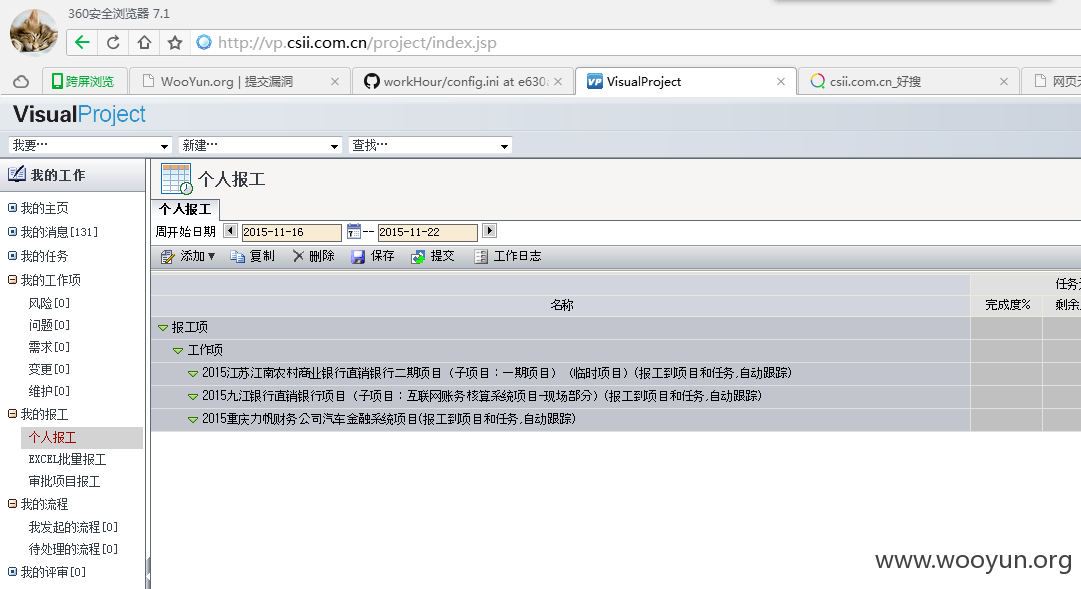 360安全浏览器 7.1
http://vp.csii.com.cn/project/index.jsp
跨屏浏览
WooYun.org | 提交漏洞
workHour/config.ini at e630
VisualProject
csii.com.cn_好搜
网页
VisualProject
我要…
新建…
查找…
我的工作
我的主页
我的消息[131]
我的任务
我的工作项
风险[0]
问题[0]
需求[0]
变更[0]
维护[0]
我的报工
个人报工
EXCEL批量报工
审批项目报工
我的流程
我发起的流程[0]
待处理的流程[0]
我的评审[0]
个人报工
个人报工
周开始日期 2015-11-16 -- 2015-11-22
添加 复制 删除 保存 提交 工作日志
任务
名称 完成度% 剩余
报工项
工作项
2015江苏江南农村商业银行直销银行二期项目（子项目：一期项目）（临时项目）(报工到项目和任务,自动跟踪)
2015九江银行直销银行项目（子项目：互联网账务核算系统项目-现场部分）(报工到项目和任务,自动跟踪)
2015重庆力帆财务公司汽车金融系统项目(报工到项目和任务,自动跟踪)
www.wooyun.org